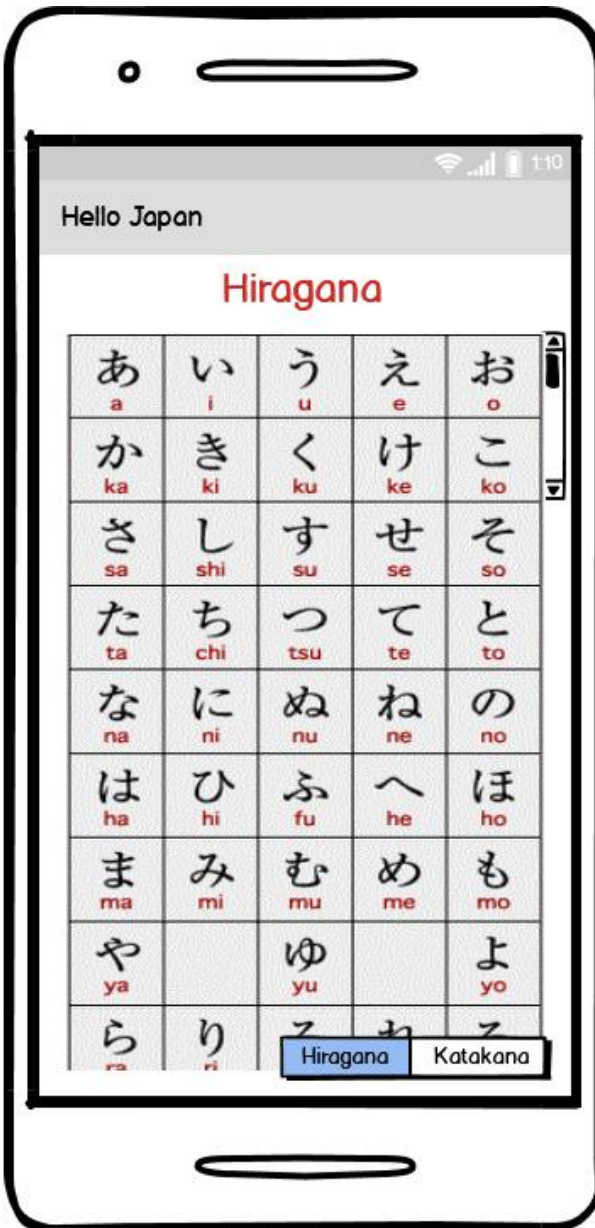 1:10
Hello Japan
Hiragana
あ い う え お
a i u e o
か き く け こ
ka ki ku ke ko
さ し す せ そ
sa shi su se so
た ち つ て と
ta chi tsu te to
な に ぬ ね の
na ni nu ne no
は ひ ふ へ ほ
ha hi fu he ho
ま み む め も
ma mi mu me mo
や ゆ よ
ya yu yo
ら り
ra ri
Hiragana Katakana